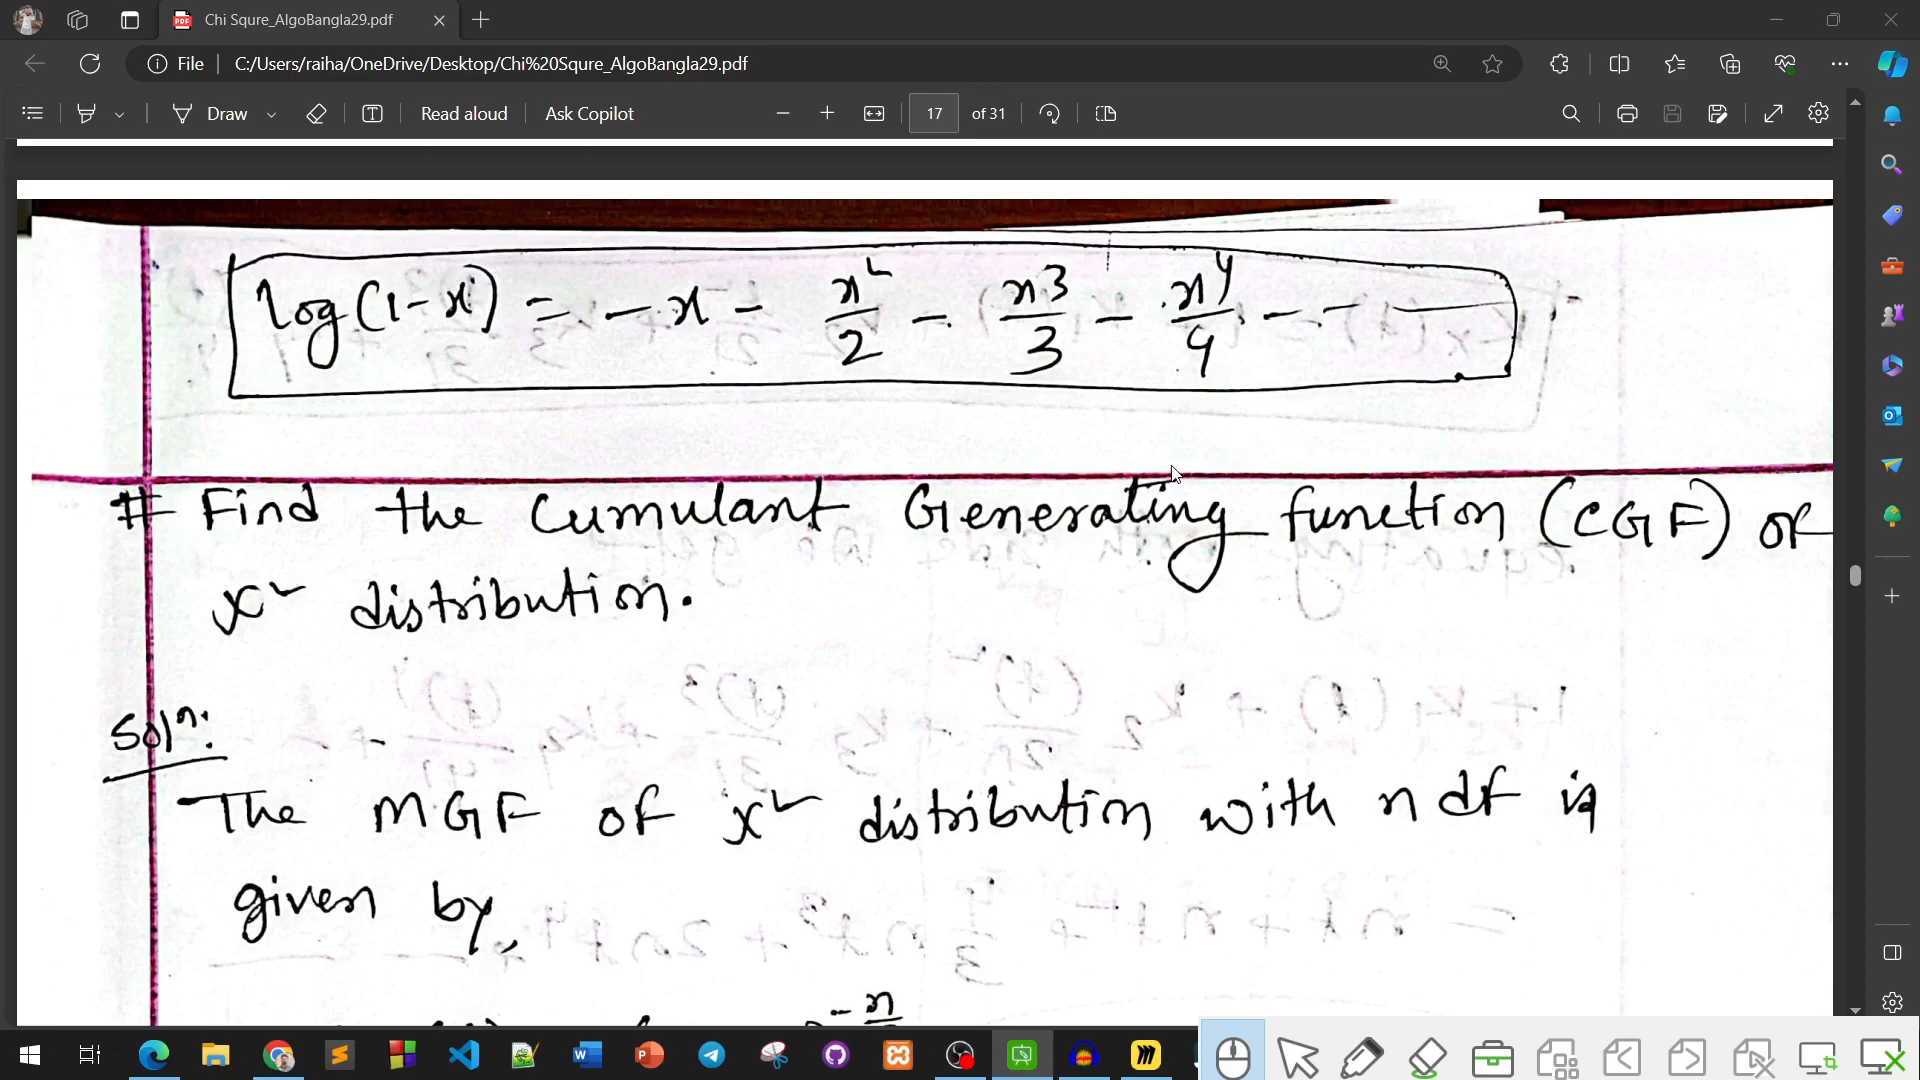 Chi Squre_AlgoBangla29.pdf
File
C:/Users/raiha/OneDrive/Desktop/Chi%20Squre_AlgoBangla29.pdf
Draw
Read aloud
Ask Copilot
17 of 31
log(1-x) = -x - x²/2 - x³/3 - x⁴/4 - - —
# Find the Cumulant Generating function (CGF) of
χ² distribution.
Solⁿ:
The MGF of χ² distribution with n df is
given by,